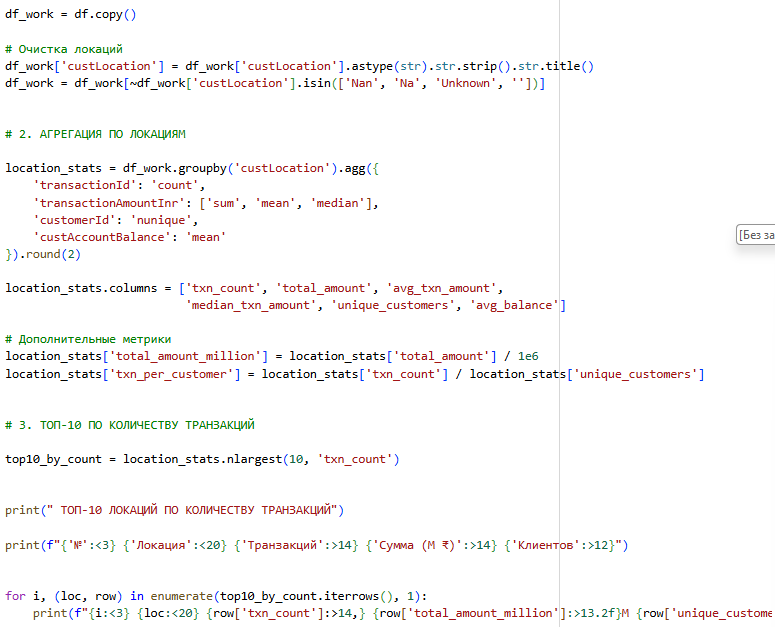 df_work = df.copy()
# Очистка локаций
df_work['custLocation'] = df_work['custLocation'].astype(str).str.strip().str.title()
df_work = df_work[~df_work['custLocation'].isin(['Nan', 'Na', 'Unknown', ''])]
# 2. АГРЕГАЦИЯ ПО ЛОКАЦИЯМ
location_stats = df_work.groupby('custLocation').agg({
    'transactionId': 'count',
    'transactionAmountInr': ['sum', 'mean', 'median'],
    'customerId': 'nunique',
    'custAccountBalance': 'mean'
}).round(2)
[Без за
location_stats.columns = ['txn_count', 'total_amount', 'avg_txn_amount',
                          'median_txn_amount', 'unique_customers', 'avg_balance']
# Дополнительные метрики
location_stats['total_amount_million'] = location_stats['total_amount'] / 1e6
location_stats['txn_per_customer'] = location_stats['txn_count'] / location_stats['unique_customers']
# 3. ТОП-10 ПО КОЛИЧЕСТВУ ТРАНЗАКЦИЙ
top10_by_count = location_stats.nlargest(10, 'txn_count')
print(" ТОП-10 ЛОКАЦИЙ ПО КОЛИЧЕСТВУ ТРАНЗАКЦИЙ")
print(f"{'№':<3} {'Локация':<20} {'Транзакций':>14} {'Сумма (М ₹)':>14} {'Клиентов':>12}")
for i, (loc, row) in enumerate(top10_by_count.iterrows(), 1):
    print(f"{i:<3} {loc:<20} {row['txn_count']:>14,} {row['total_amount_million']:>13.2f}M {row['unique_custome